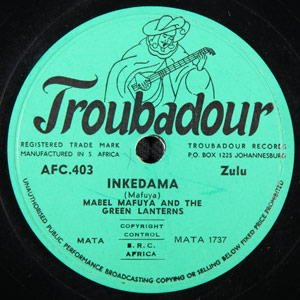 Troubadour
REGISTERED TRADE MARK
MANUFACTURED IN S. AFRICA
TROUBADOUR RECORDS
P.O. BOX 1225 JOHANNESBURG
AFC.403
Zulu
INKEDAMA
(Mafuya)
MABEL MAFUYA AND THE
GREEN LANTERNS
COPYRIGHT
CONTROL
MATA
S.R.C.
AFRICA
MATA 1737
UNAUTHORISED PUBLIC PERFORMANCE BROADCASTING COPYING OR SELLING BELOW FIXED PRICE PROHIBITED